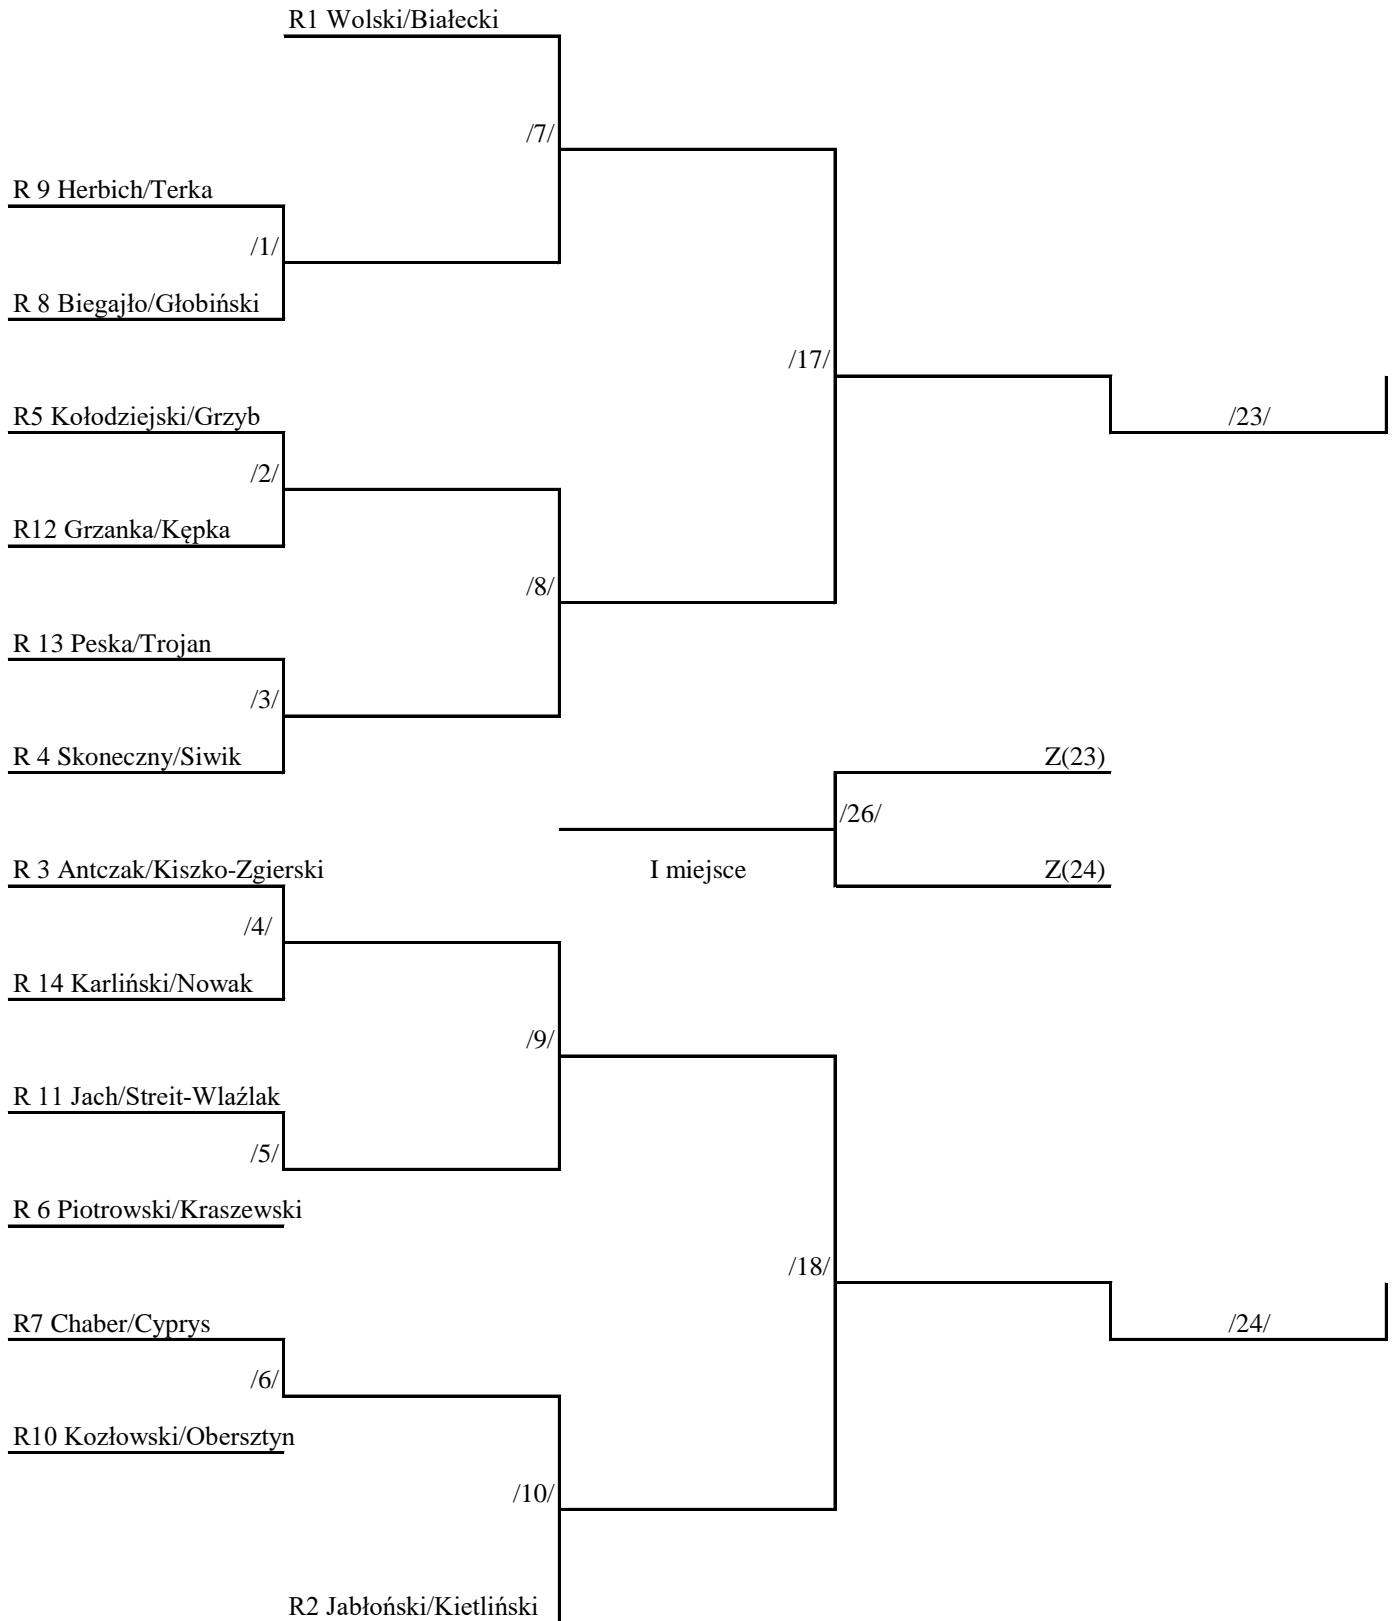 R1 Wolski/Białecki
/7/
R 9 Herbich/Terka
/1/
R 8 Biegajło/Głobiński
/17/
R5 Kołodziejski/Grzyb
/23/
/2/
R12 Grzanka/Kępka
/8/
R 13 Peska/Trojan
/3/
R 4 Skoneczny/Siwik
Z(23)
/26/
R 3 Antczak/Kiszko-Zgierski
I miejsce
Z(24)
/4/
R 14 Karliński/Nowak
/9/
R 11 Jach/Streit-Wlaźlak
/5/
R 6 Piotrowski/Kraszewski
/18/
R7 Chaber/Cyprys
/24/
/6/
R10 Kozłowski/Obersztyn
/10/
R2 Jabłoński/Kietliński